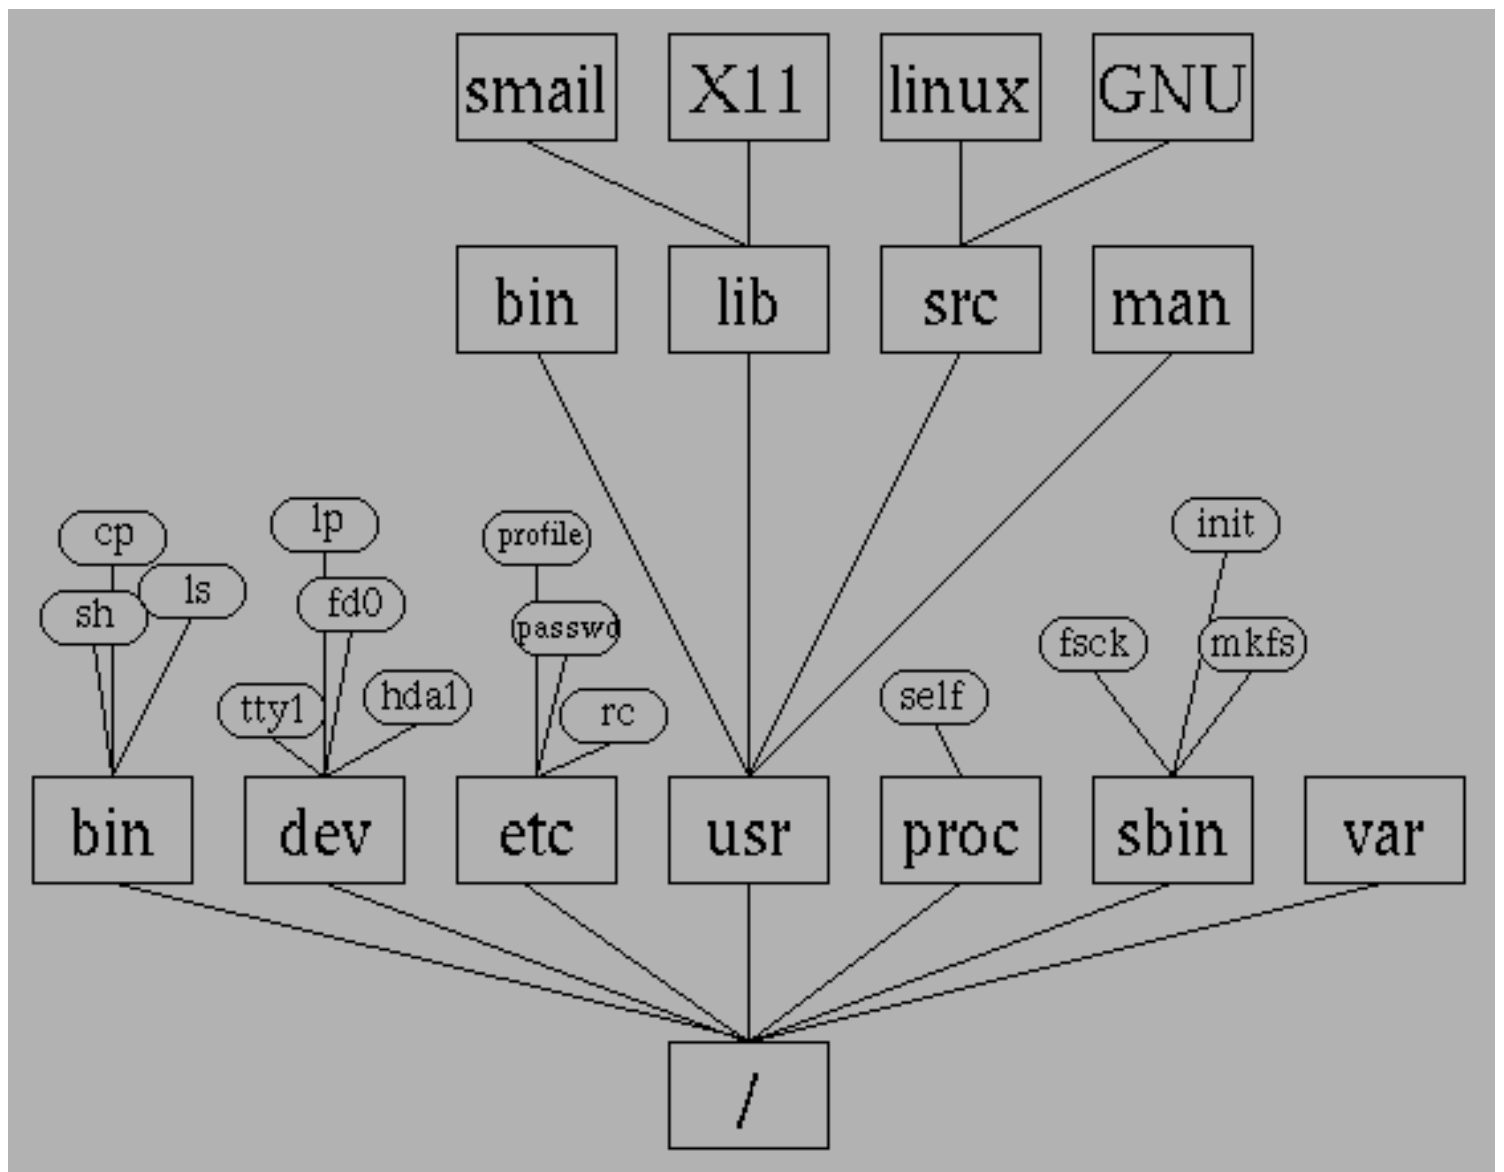 smail X11 linux GNU
bin lib src man
cp lp profile init
ls fd0
sh passwd fsck mkfs
tty1 hda1 rc self
bin dev etc usr proc sbin var
/